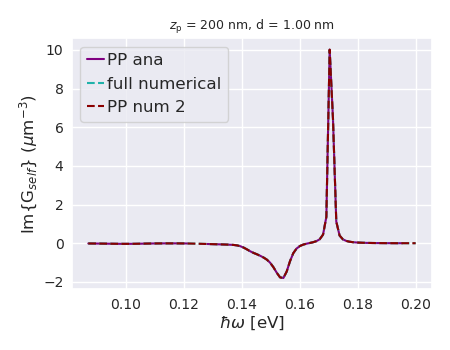 z_p = 200 nm, d = 1.00 nm
Im{G_self} (μm⁻³)
10
8
6
4
2
0
−2
PP ana
full numerical
PP num 2
0.10 0.12 0.14 0.16 0.18 0.20
ħω [eV]